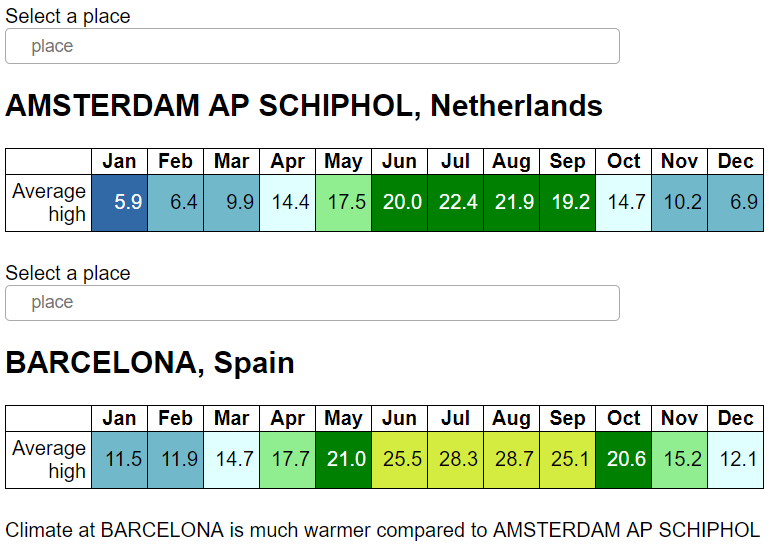 Select a place
place
AMSTERDAM AP SCHIPHOL, Netherlands
Jan Feb Mar Apr May Jun Jul Aug Sep Oct Nov Dec
Average high 5.9 6.4 9.9 14.4 17.5 20.0 22.4 21.9 19.2 14.7 10.2 6.9
Select a place
place
BARCELONA, Spain
Jan Feb Mar Apr May Jun Jul Aug Sep Oct Nov Dec
Average high 11.5 11.9 14.7 17.7 21.0 25.5 28.3 28.7 25.1 20.6 15.2 12.1
Climate at BARCELONA is much warmer compared to AMSTERDAM AP SCHIPHOL